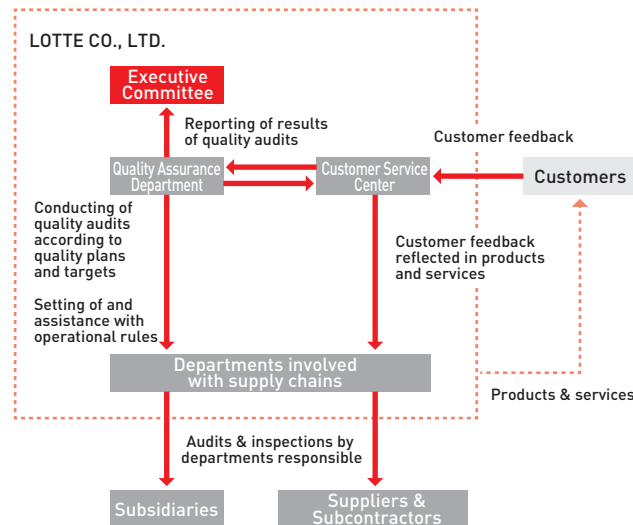 LOTTE CO., LTD.
Executive
Committee
Reporting of results
of quality audits
Customer feedback
Quality Assurance
Department
Customer Service
Center
Customers
Conducting of
quality audits
according to
quality plans
and targets
Customer feedback
reflected in products
and services
Setting of and
assistance with
operational rules
Departments involved
with supply chains
Products & services
Audits & inspections by
departments responsible
Subsidiaries
Suppliers &
Subcontractors